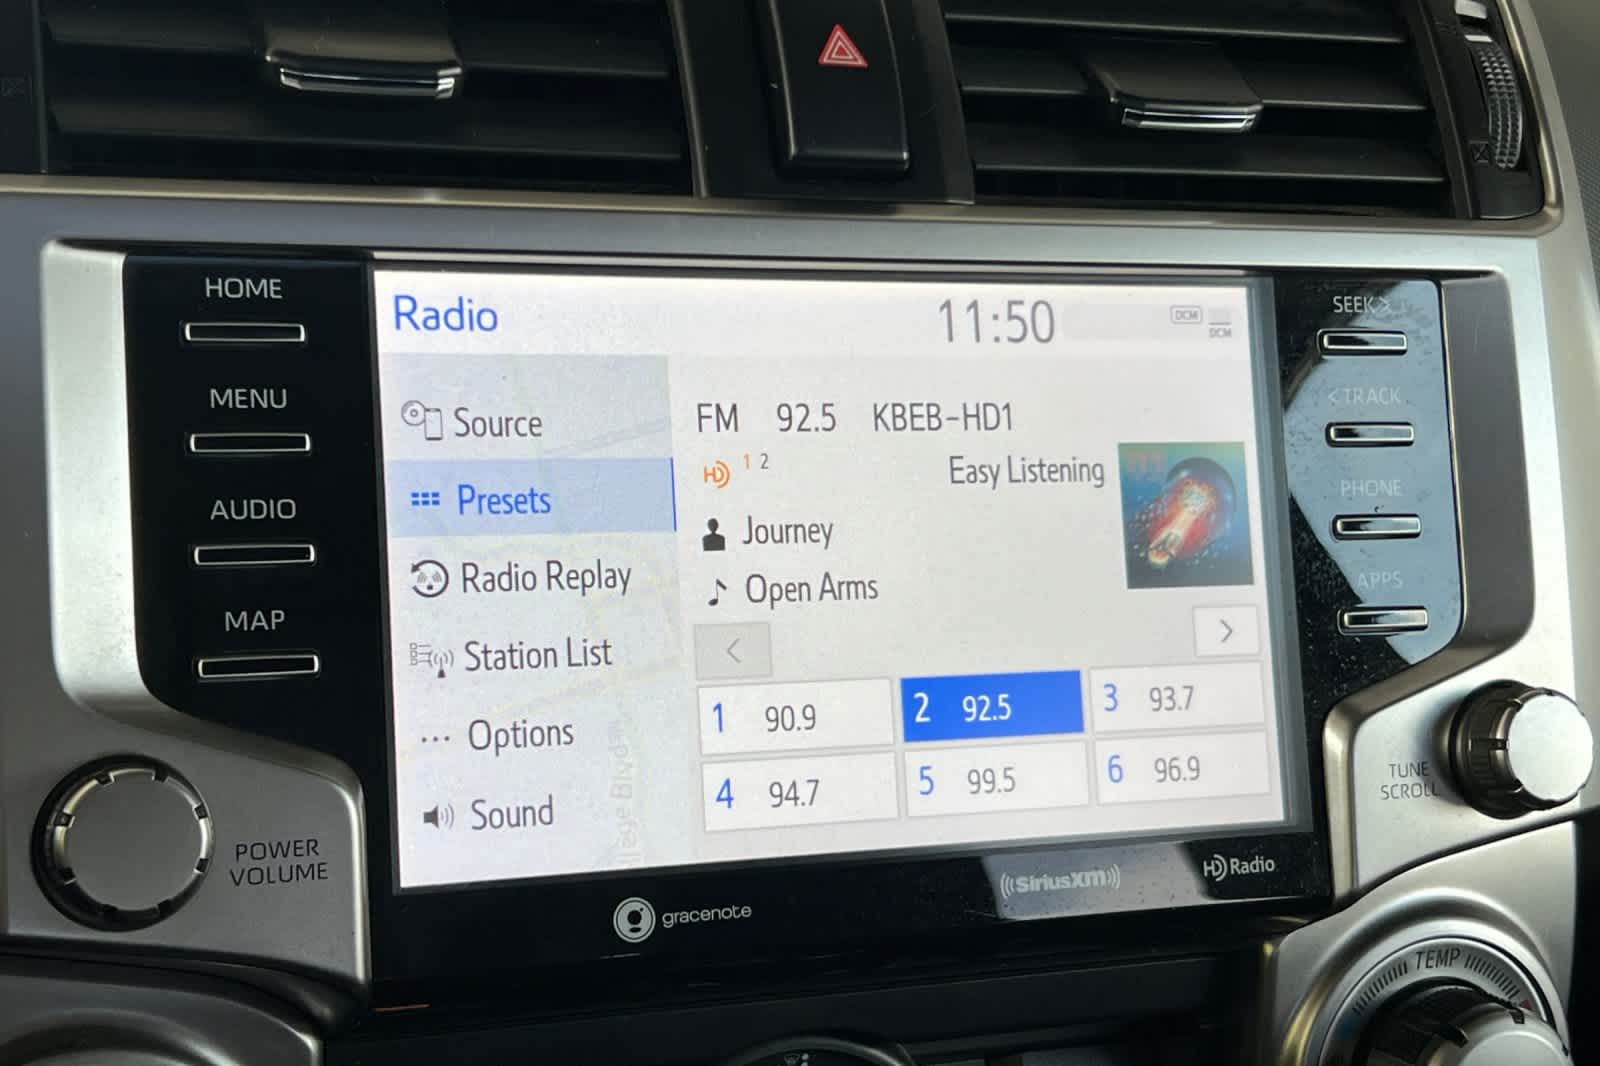 HOME
MENU
AUDIO
MAP
POWER
VOLUME
Radio
11:50
DCM
DCM
Source
Presets
Radio Replay
Station List
Options
Sound
FM 92.5 KBEB-HD1
HD 1 2
Easy Listening
Journey
Open Arms
<
>
1 90.9
2 92.5
3 93.7
4 94.7
5 99.5
6 96.9
SEEK >
< TRACK
PHONE
APPS
TUNE
SCROLL
gracenote
((SiriusXM))
HD Radio
TEMP